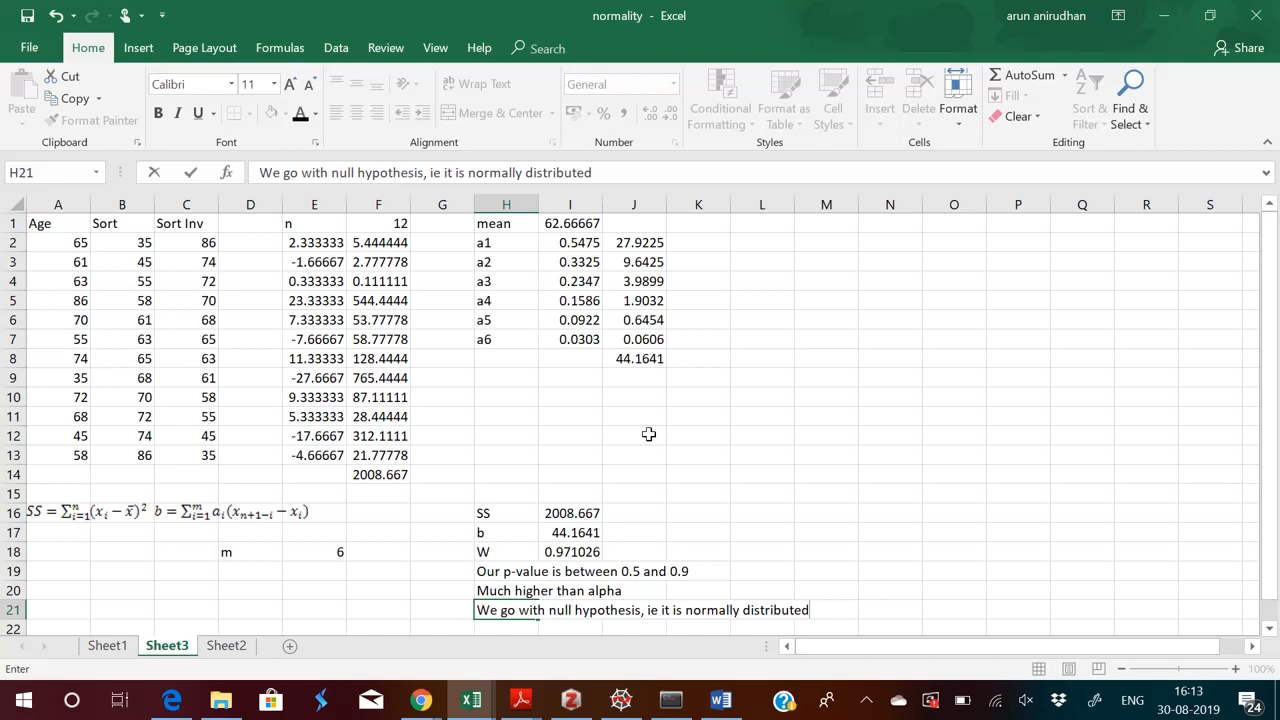 normality - Excel
arun anirudhan
File Home Insert Page Layout Formulas Data Review View Help Search Share
Paste
Cut
Copy
Format Painter
Clipboard
Calibri 11 A A
B I U A
Font
Wrap Text
Merge & Center
Alignment
General
% ,
Number
Conditional Formatting
Format as Table
Cell Styles
Styles
Insert Delete Format
Cells
AutoSum
Fill
Clear
Sort & Filter
Find & Select
Editing
H21 fx We go with null hypothesis, ie it is normally distributed
A B C D E F G H I J K L M N O P Q R S
1 Age Sort Sort Inv n 12 mean 62.66667
2 65 35 86 2.333333 5.444444 a1 0.5475 27.9225
3 61 45 74 -1.66667 2.777778 a2 0.3325 9.6425
4 63 55 72 0.333333 0.111111 a3 0.2347 3.9899
5 86 58 70 23.33333 544.4444 a4 0.1586 1.9032
6 70 61 68 7.333333 53.77778 a5 0.0922 0.6454
7 55 63 65 -7.66667 58.77778 a6 0.0303 0.0606
8 74 65 63 11.33333 128.4444 44.1641
9 35 68 61 -27.6667 765.4444
10 72 70 58 9.333333 87.11111
11 68 72 55 5.333333 28.44444
12 45 74 45 -17.6667 312.1111
13 58 86 35 -4.66667 21.77778
14 2008.667
15
16 SS = ∑ⁿᵢ₌₁(xᵢ − x̄)² b = ∑ᵐᵢ₌₁ aᵢ(xₙ₊₁₋ᵢ − xᵢ) SS 2008.667
17 b 44.1641
18 m 6 W 0.971026
19 Our p-value is between 0.5 and 0.9
20 Much higher than alpha
21 We go with null hypothesis, ie it is normally distributed
22
Sheet1 Sheet3 Sheet2
Enter 100%
ENG
16:13
30-08-2019
24